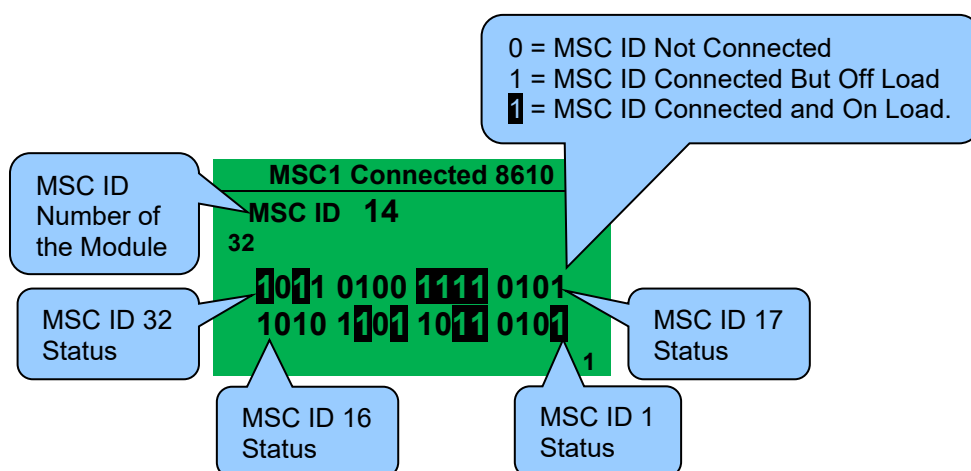 0 = MSC ID Not Connected
1 = MSC ID Connected But Off Load
1 = MSC ID Connected and On Load.
MSC1 Connected 8610
MSC ID 14
32
1011 0100 1111 0101
1010 1101 1011 0101
1
MSC ID
Number of
the Module
MSC ID 32
Status
MSC ID 17
Status
MSC ID 16
Status
MSC ID 1
Status